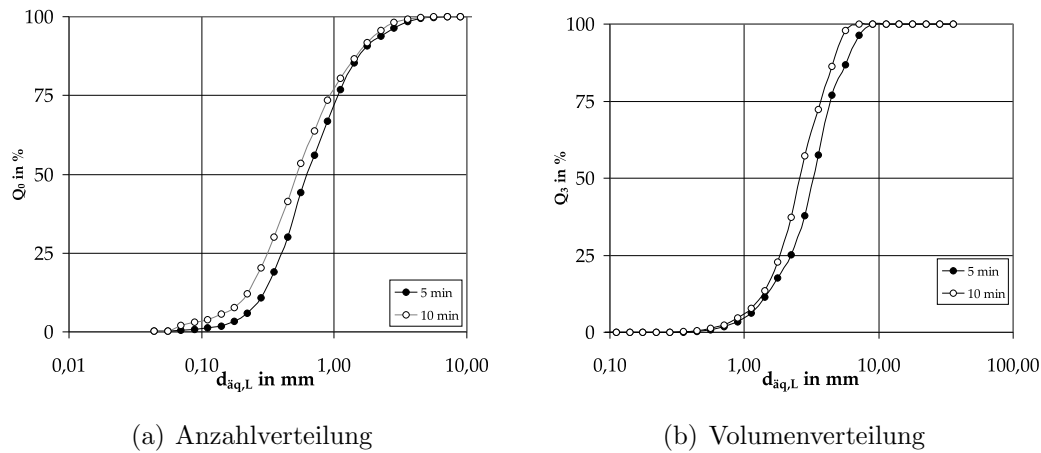 100
75
50
25
0
Q₀ in %
0,01 0,10 1,00 10,00
däq,L in mm
5 min
10 min
(a) Anzahlverteilung
100
75
50
25
0
Q₃ in %
0,10 1,00 10,00 100,00
däq,L in mm
5 min
10 min
(b) Volumenverteilung